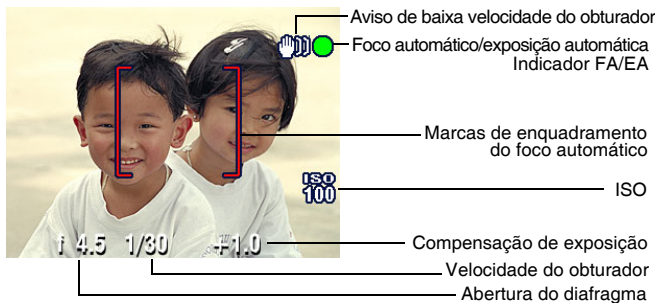 Aviso de baixa velocidade do obturador
Foco automático/exposição automática
Indicador FA/EA
Marcas de enquadramento
do foco automático
ISO
100
ISO
f 4.5 1/30 +1.0
Compensação de exposição
Velocidade do obturador
Abertura do diafragma